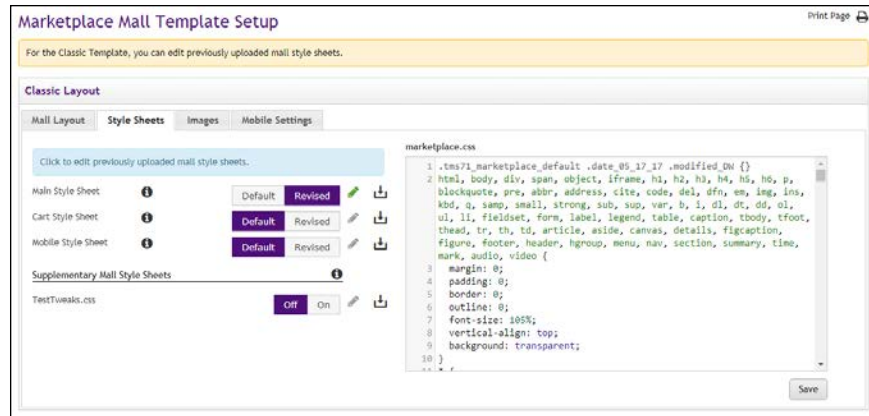 Marketplace Mall Template Setup
Print Page
For the Classic Template, you can edit previously uploaded mall style sheets.
Classic Layout
Mall Layout Style Sheets Images Mobile Settings
Click to edit previously uploaded mall style sheets.
Main Style Sheet Default Revised
Cart Style Sheet Default Revised
Mobile Style Sheet Default Revised
Supplementary Mall Style Sheets
TestTweaks.css Off On
marketplace.css
1 .tms71_marketplace_default .date_05_17_17 .modified_DW {}
2 html, body, div, span, object, iframe, h1, h2, h3, h4, h5, h6, p,
blockquote, pre, abbr, address, cite, code, del, dfn, em, img, ins,
kbd, q, samp, small, strong, sub, sup, var, b, i, dl, dt, dd, ol,
ul, li, fieldset, form, label, legend, table, caption, tbody, tfoot,
thead, tr, th, td, article, aside, canvas, details, figcaption,
figure, footer, header, hgroup, menu, nav, section, summary, time,
mark, audio, video {
3 margin: 0;
4 padding: 0;
5 border: 0;
6 outline: 0;
7 font-size: 105%;
8 vertical-align: top;
9 background: transparent;
10 }
11 * {
Save